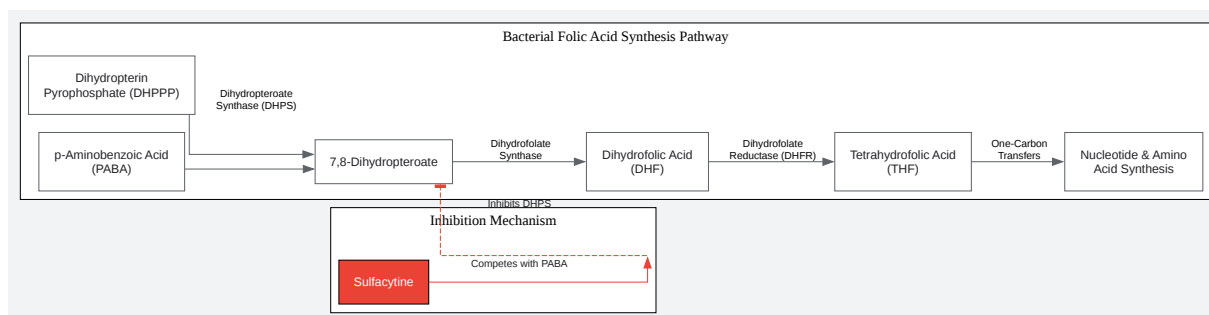 Bacterial Folic Acid Synthesis Pathway
Dihydropterin
Pyrophosphate (DHPPP)
Dihydropteroate
Synthase (DHPS)
p-Aminobenzoic Acid
(PABA)
7,8-Dihydropteroate
Dihydrofolate
Synthase
Dihydrofolic Acid
(DHF)
Dihydrofolate
Reductase (DHFR)
Tetrahydrofolic Acid
(THF)
One-Carbon
Transfers
Nucleotide & Amino
Acid Synthesis
Inhibits DHPS
Inhibition Mechanism
Competes with PABA
Sulfacytine